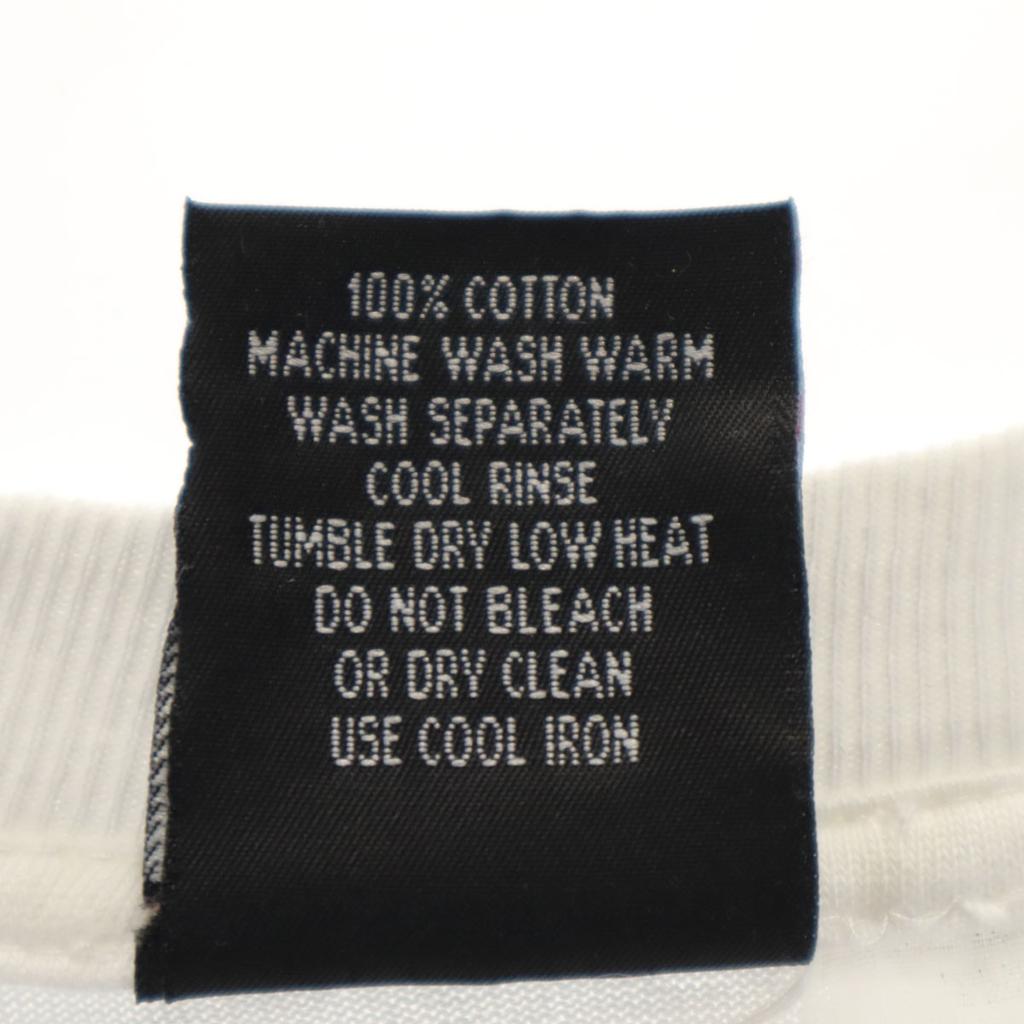 100% COTTON
MACHINE WASH WARM
WASH SEPARATELY
COOL RINSE
TUMBLE DRY LOW HEAT
DO NOT BLEACH
OR DRY CLEAN
USE COOL IRON